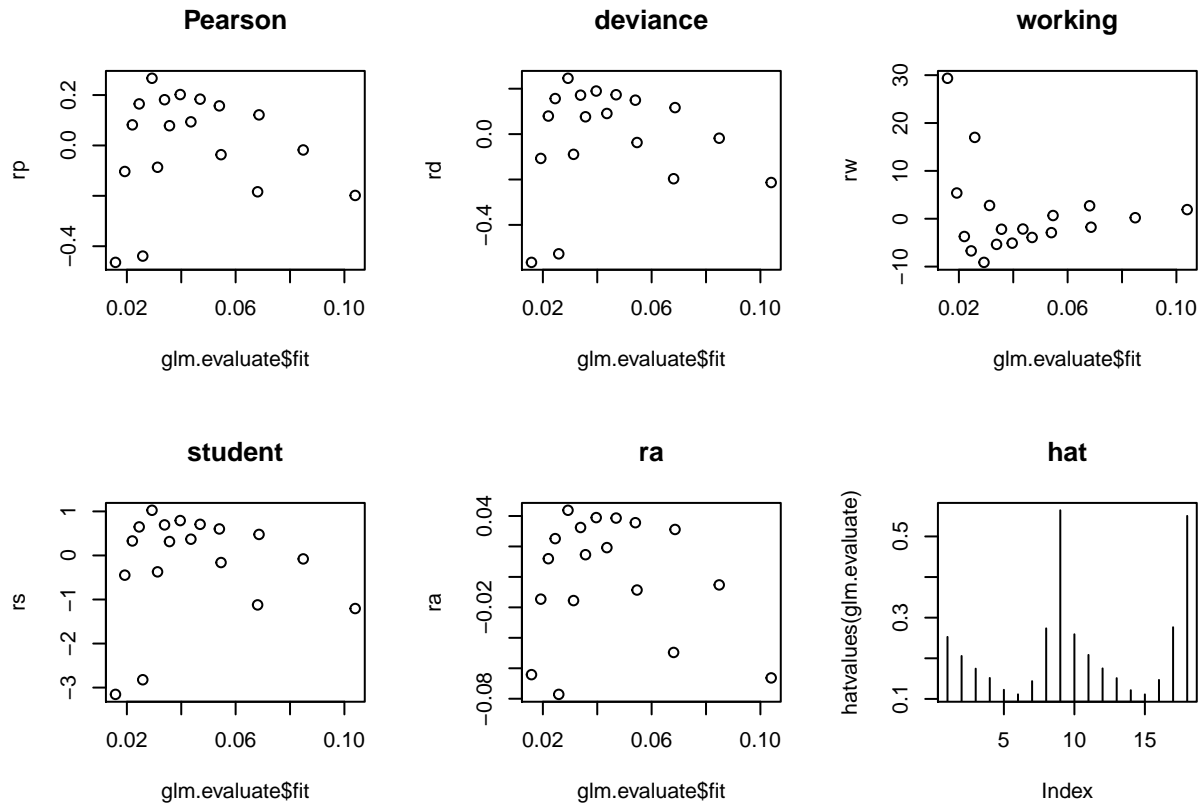 Pearson
rp
0.2
0.0
−0.4
0.02
0.06
0.10
glm.evaluate$fit
deviance
rd
0.0
−0.4
0.02
0.06
0.10
glm.evaluate$fit
working
rw
30
20
10
0
−10
0.02
0.06
0.10
glm.evaluate$fit
student
rs
1
0
−1
−2
−3
0.02
0.06
0.10
glm.evaluate$fit
ra
ra
0.04
−0.02
−0.08
0.02
0.06
0.10
glm.evaluate$fit
hat
hatvalues(glm.evaluate)
0.5
0.3
0.1
5
10
15
Index